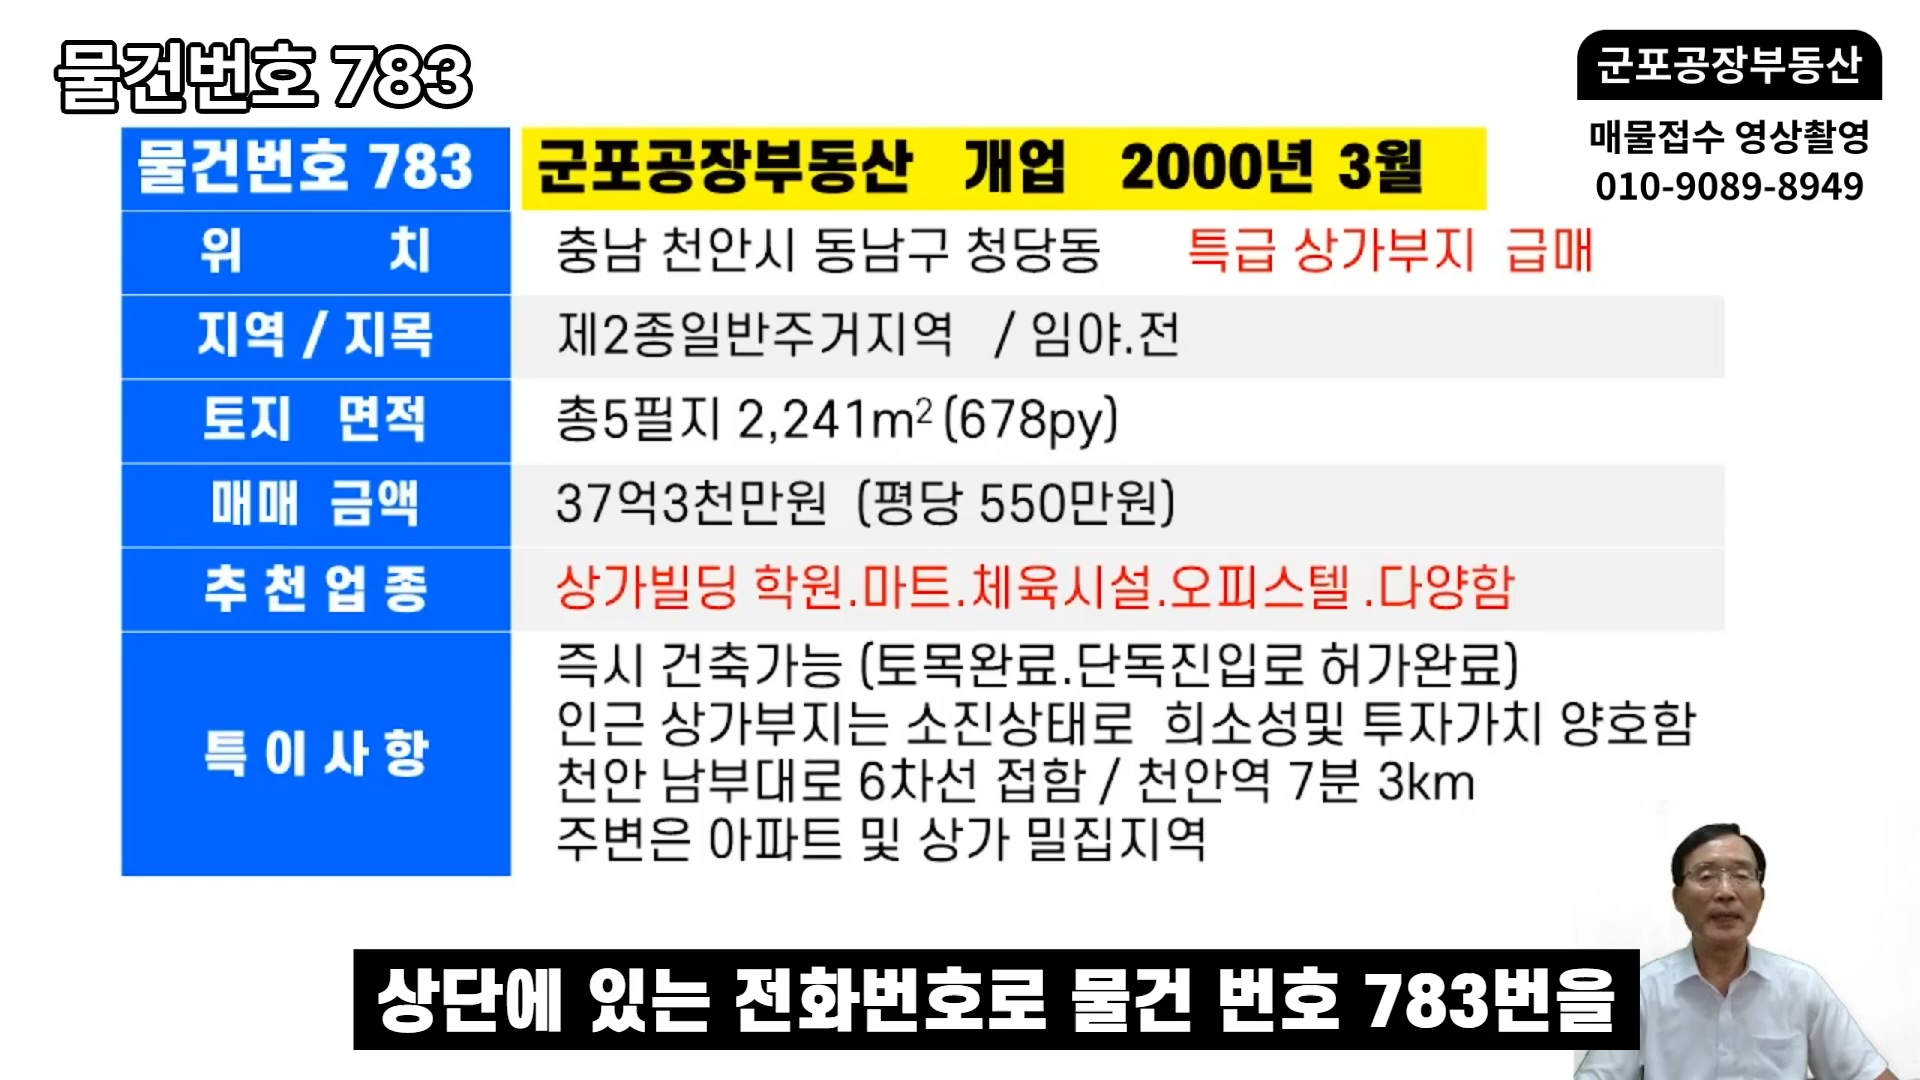 물건번호 783
군포공장부동산
매물접수 영상촬영
010-9089-8949
물건번호 783 군포공장부동산 개업 2000년 3월
위 치 충남 천안시 동남구 청당동 특급 상가부지 급매
지역 / 지목 제2종일반주거지역 / 임야.전
토지 면적 총5필지 2,241m² (678py)
매매 금액 37억3천만원 (평당 550만원)
추천업종 상가빌딩 학원.마트.체육시설.오피스텔 .다양함
특이사항
즉시 건축가능 (토목완료.단독진입로 허가완료)
인근 상가부지는 소진상태로 희소성및 투자가치 양호함
천안 남부대로 6차선 접함 / 천안역 7분 3km
주변은 아파트 및 상가 밀집지역
상단에 있는 전화번호로 물건 번호 783번을